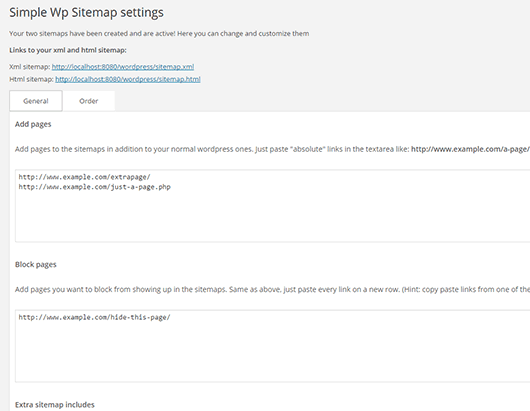 Simple Wp Sitemap settings
Your two sitemaps have been created and are active! Here you can change and customize them
Links to your xml and html sitemap:
Xml sitemap: http://localhost:8080/wordpress/sitemap.xml
Html sitemap: http://localhost:8080/wordpress/sitemap.html
General Order
Add pages
Add pages to the sitemaps in addition to your normal wordpress ones. Just paste "absolute" links in the textarea like: http://www.example.com/a-page/
http://www.example.com/extrapage/
http://www.example.com/just-a-page.php
Block pages
Add pages you want to block from showing up in the sitemaps. Same as above, just paste every link on a new row. (Hint: copy paste links from one of the
http://www.example.com/hide-this-page/
Extra sitemap includes